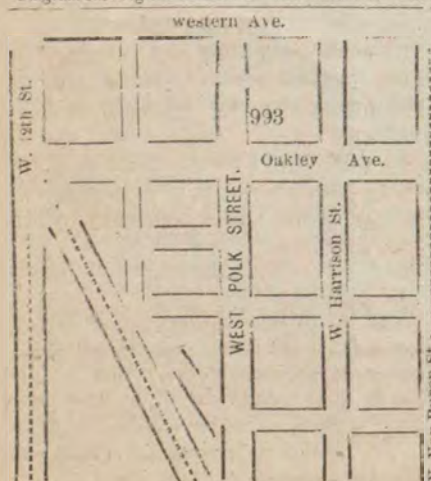 western Ave.
W. 12th St.
993
Oakley Ave.
WEST POLK STREET.
W. Harrison St.